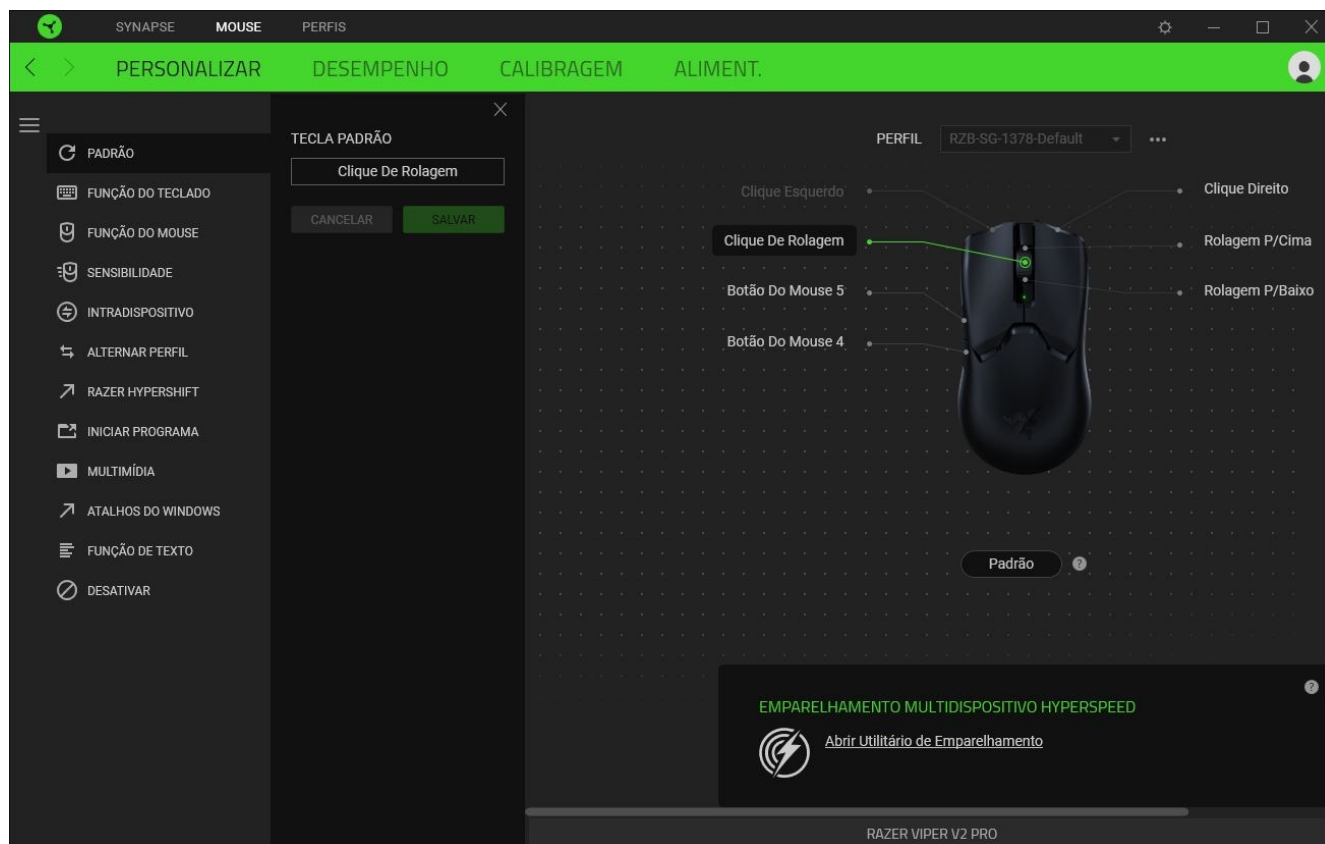 SYNAPSE MOUSE PERFIS
PERSONALIZAR DESEMPENHO CALIBRAGEM ALIMENT.
PADRÃO
FUNÇÃO DO TECLADO
FUNÇÃO DO MOUSE
SENSIBILIDADE
INTRADISPOSITIVO
ALTERNAR PERFIL
RAZER HYPERSHIFT
INICIAR PROGRAMA
MULTIMÍDIA
ATALHOS DO WINDOWS
FUNÇÃO DE TEXTO
DESATIVAR
TECLA PADRÃO
Clique De Rolagem
CANCELAR SALVAR
PERFIL RZB-SG-1378-Default
Clique Esquerdo
Clique De Rolagem
Botão Do Mouse 5
Botão Do Mouse 4
Clique Direito
Rolagem P/Cima
Rolagem P/Baixo
Padrão ?
?
EMPARELHAMENTO MULTIDISPOSITIVO HYPERSPEED
Abrir Utilitário de Emparelhamento
RAZER VIPER V2 PRO